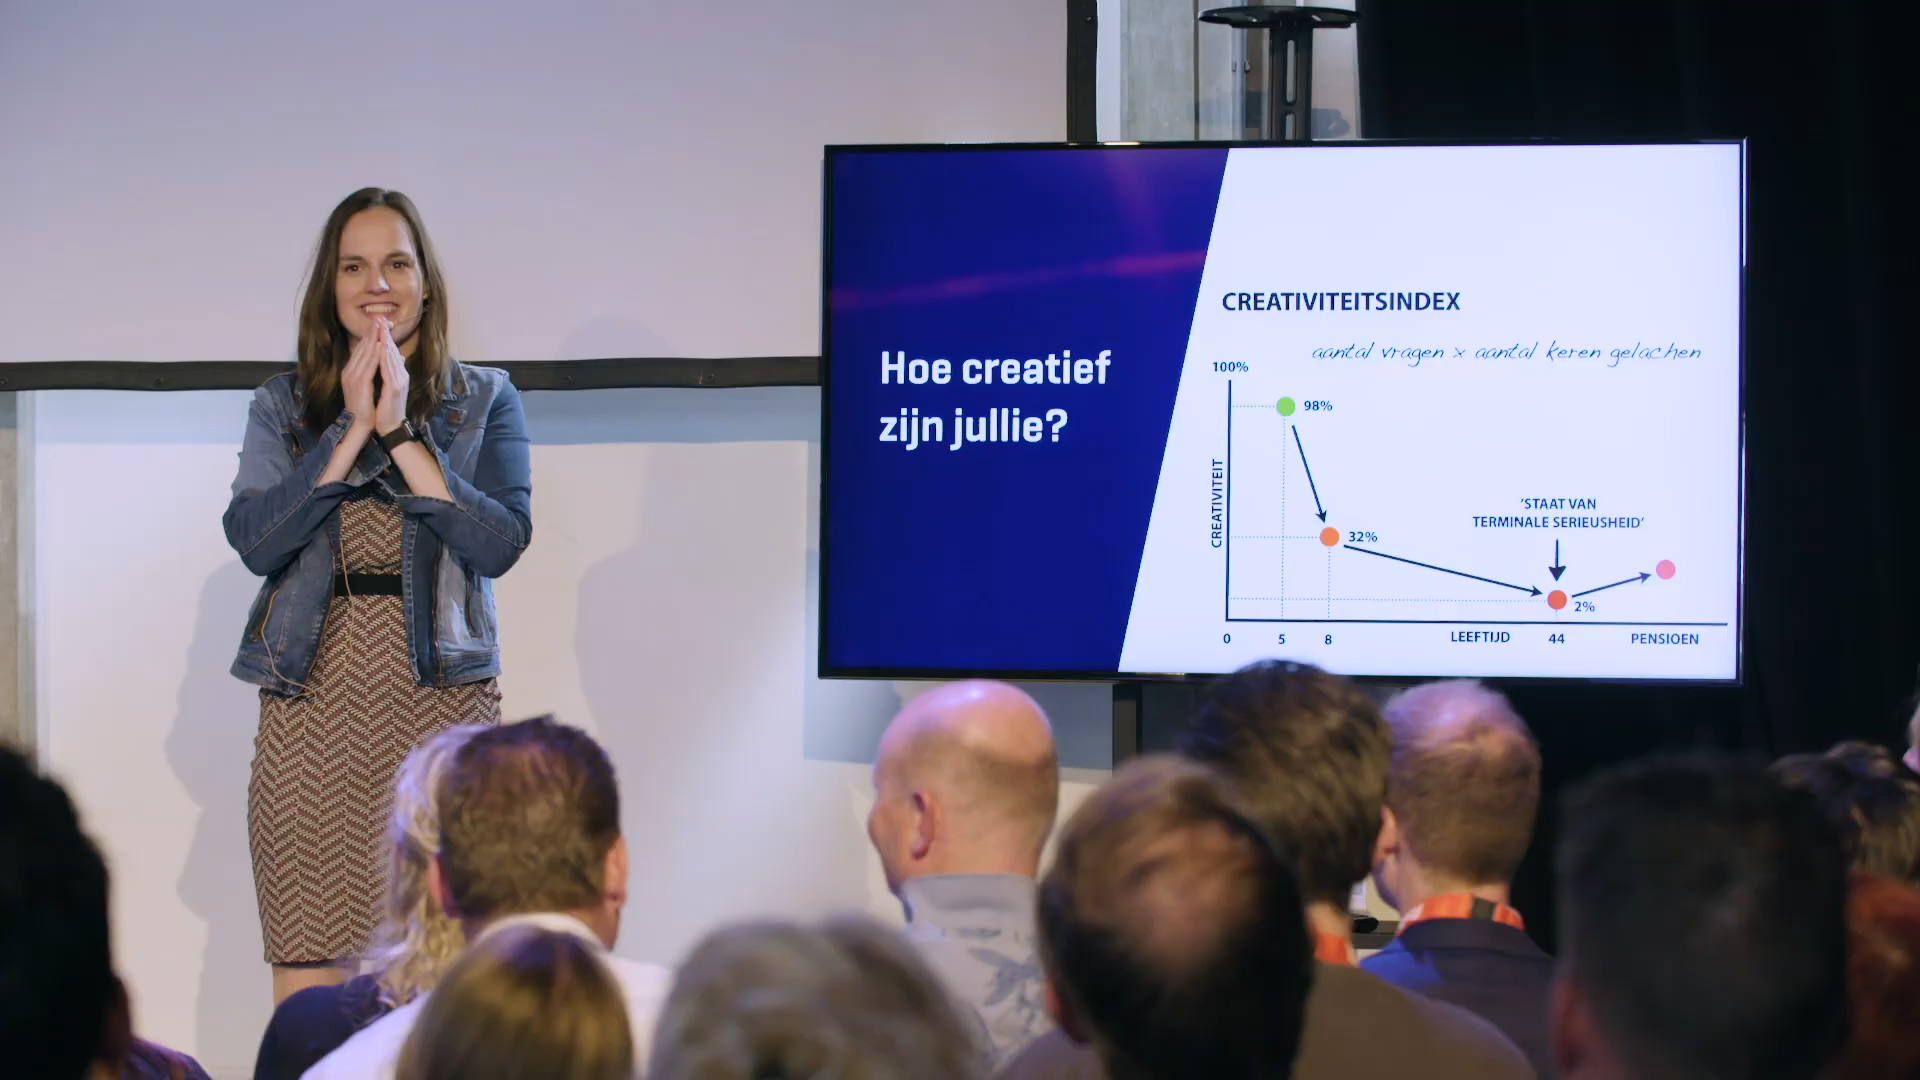 Hoe creatief
zijn jullie?
CREATIVITEITSINDEX
aantal vragen x aantal keren gelachen
100%
98%
CREATIVITEIT
32%
'STAAT VAN
TERMINALE SERIEUSHEID'
2%
0 5 8 LEEFTIJD 44 PENSIOEN